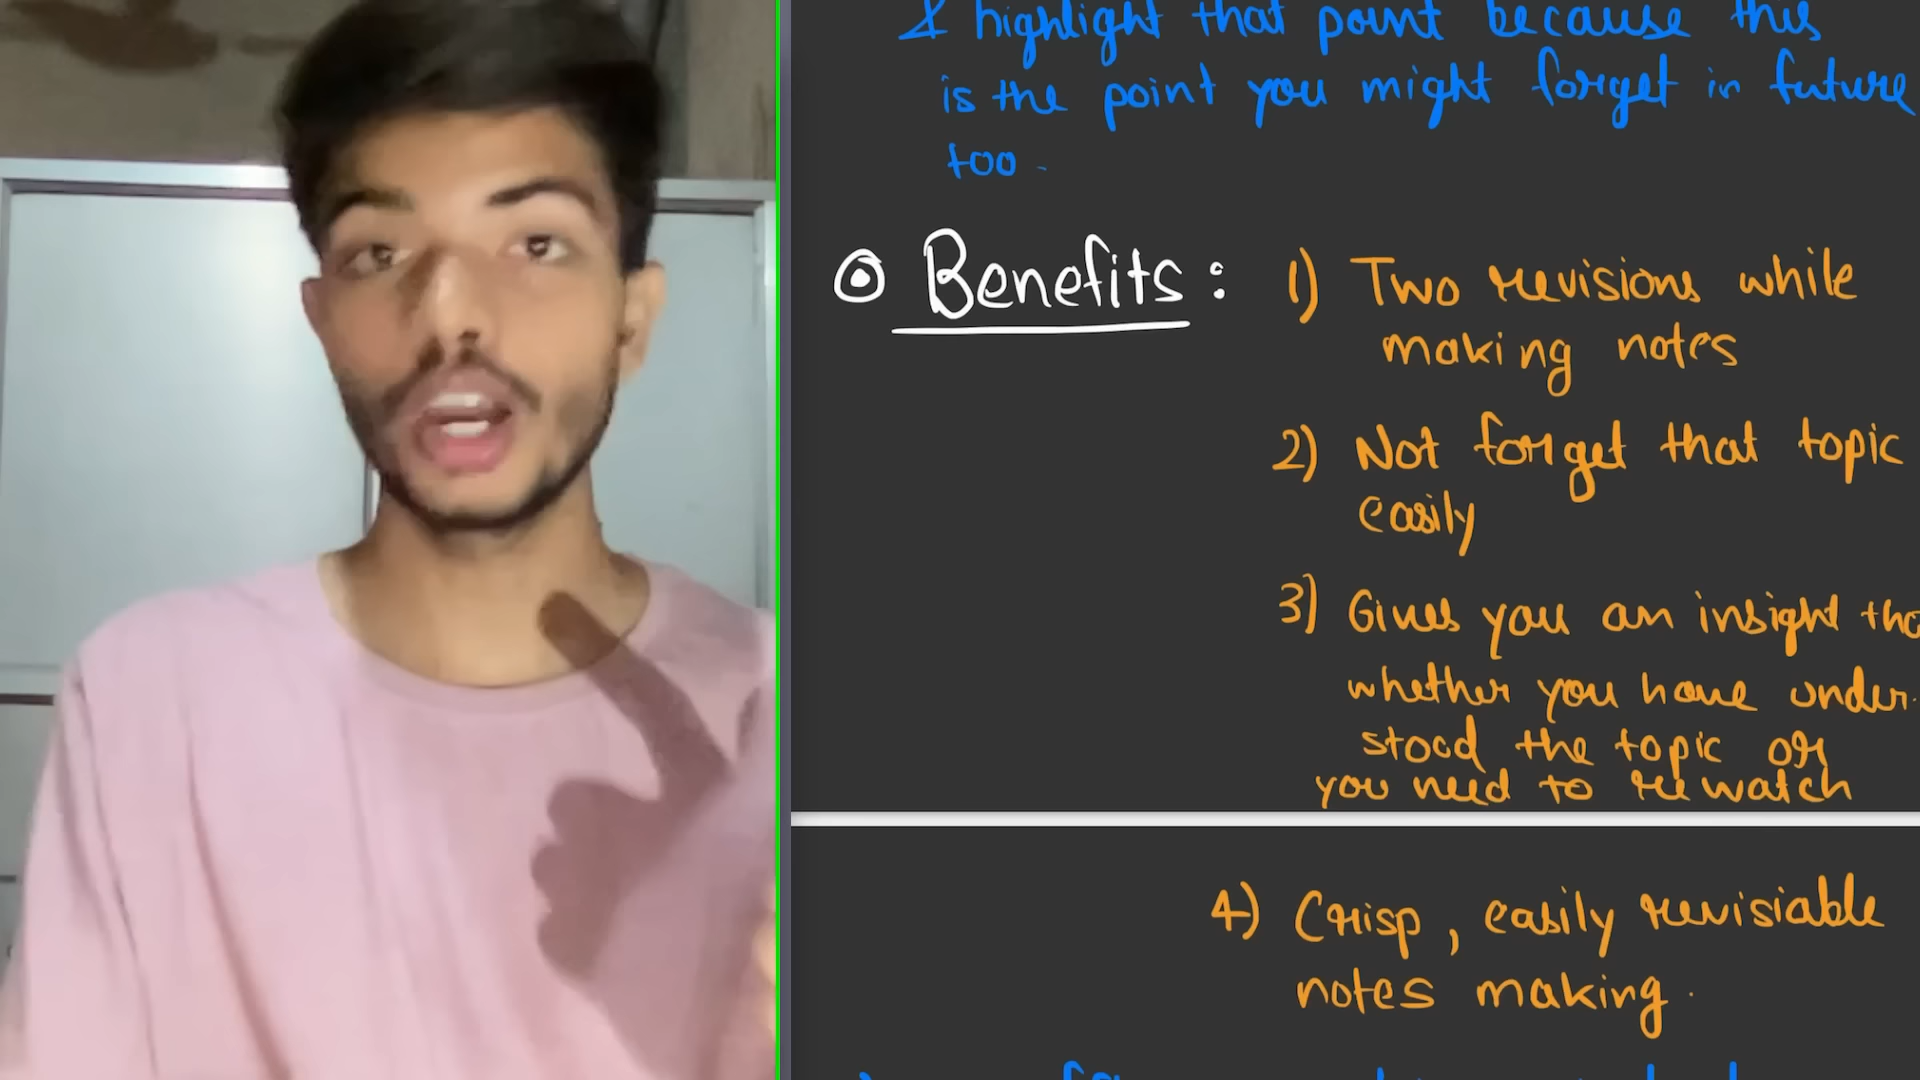 & highlight that point because this
is the point you might forget in future
too.
Benefits : 1) Two revisions while
making notes
2) Not forget that topic
easily
3) Gives you an insight tha
whether you have under-
stood the topic or
you need to rewatch
4) Crisp, easily revisiable
notes making.